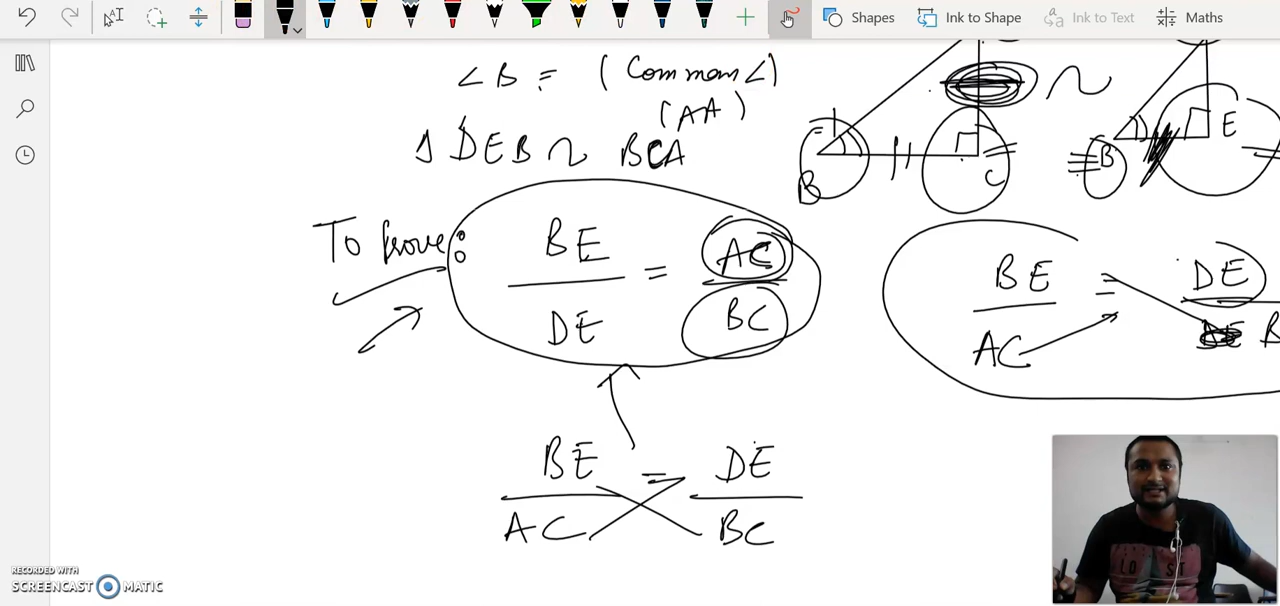 Shapes Ink to Shape Ink to Text Maths
∠B = (Common ∠)
(AA)
Δ DEB ~ BCA
B C B E
To prove:
BE = AC
DE BC
BE = DE
AC B
BE = DE
AC BC
RECORDED WITH
SCREENCAST MATIC
LOST